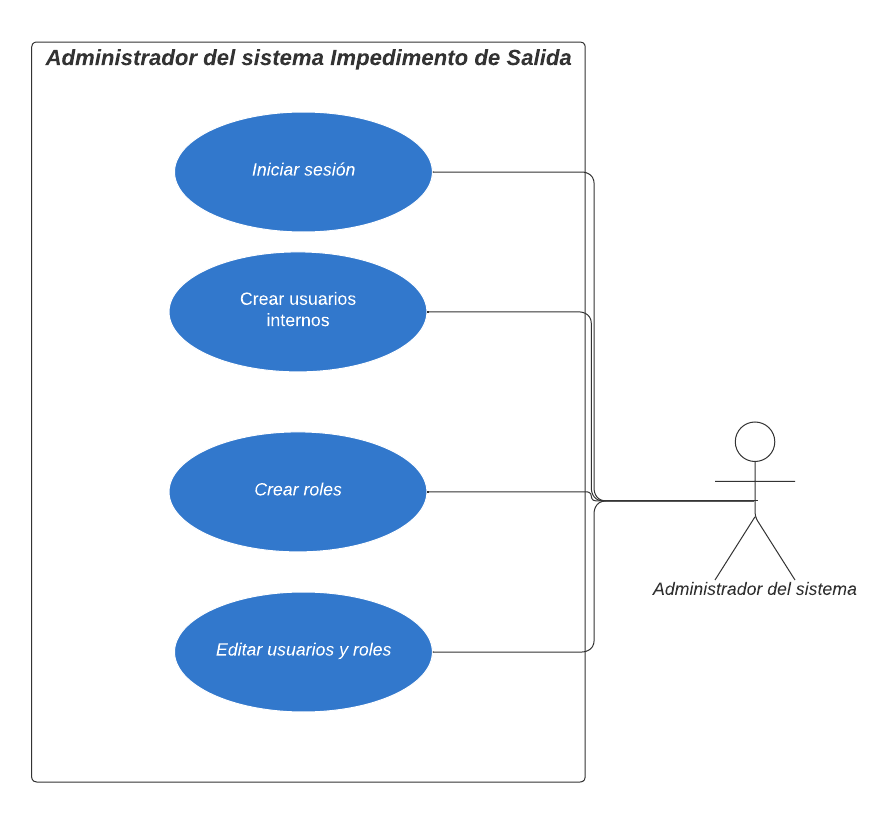 Administrador del sistema Impedimento de Salida
Iniciar sesión
Crear usuarios
internos
Crear roles
Editar usuarios y roles
Administrador del sistema